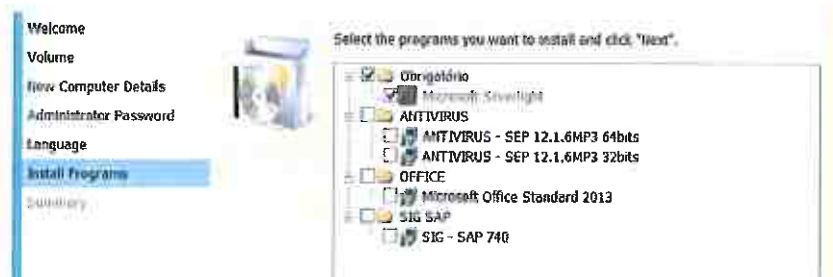 Welcome
Volume
New Computer Details
Administrator Password
Language
Install Programs
Summary
Select the programs you want to install and click "Next".
Obrigatório
Microsoft Silverlight
ANTIVIRUS
ANTIVIRUS - SEP 12.1.6MP3 64bits
ANTIVIRUS - SEP 12.1.6MP3 32bits
OFFICE
Microsoft Office Standard 2013
SIG SAP
SIG - SAP 740